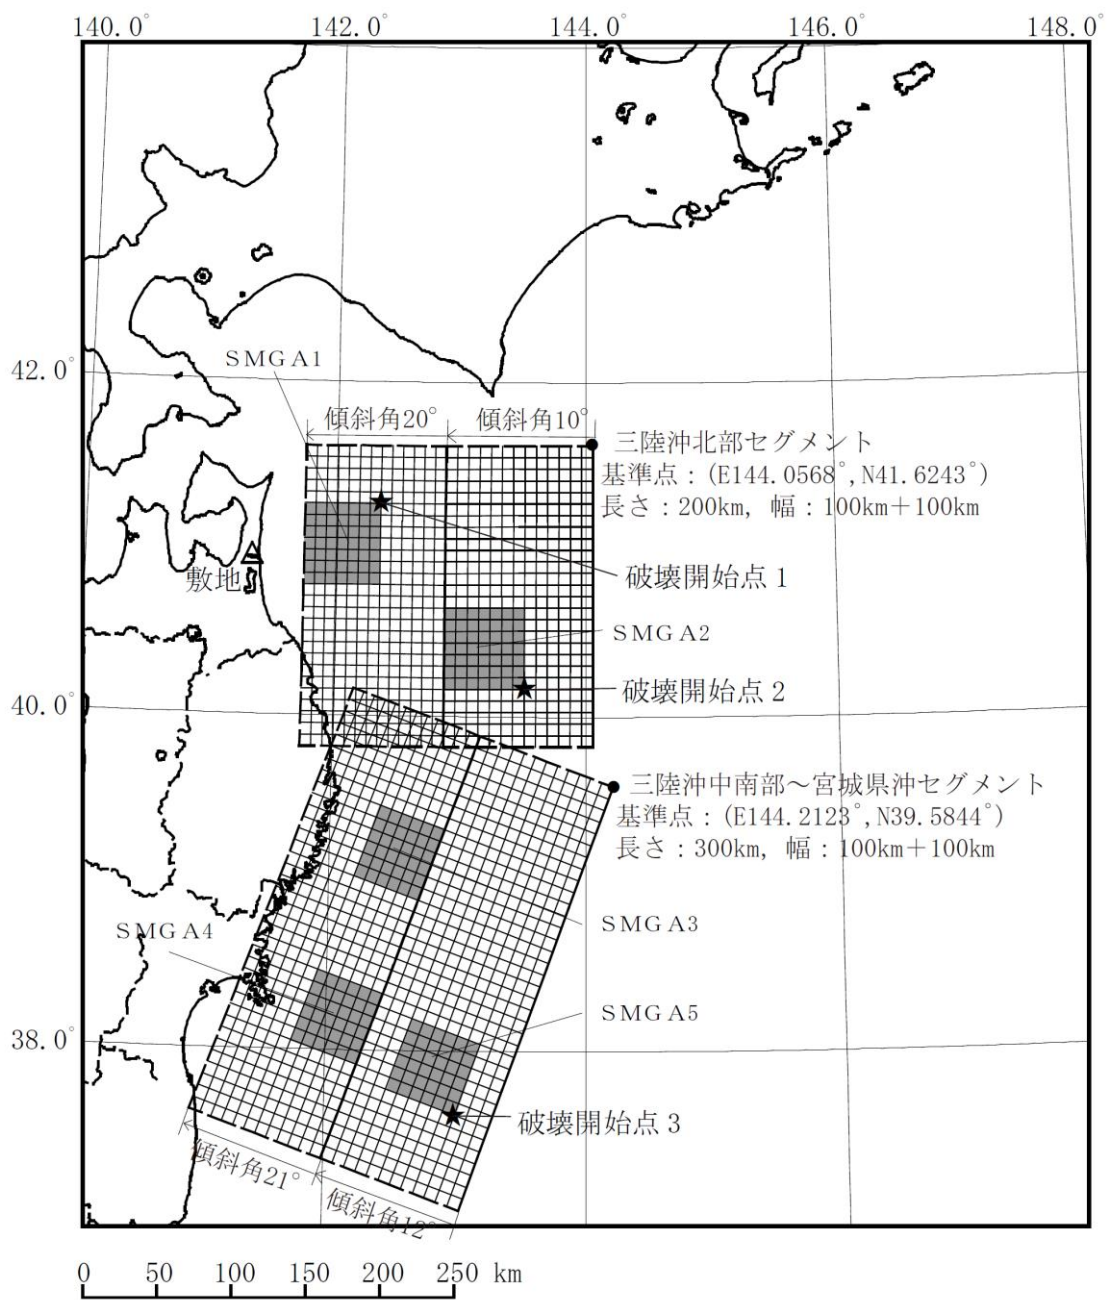 140.0° 142.0° 144.0° 146.0° 148.0°
SMGA1
42.0°
傾斜角20° 傾斜角10°
三陸沖北部セグメント
基準点：(E144.0568°,N41.6243°)
長さ：200km, 幅：100km＋100km
敷地
破壊開始点１
SMGA2
破壊開始点２
40.0°
三陸沖中南部～宮城県沖セグメント
基準点：(E144.2123°,N39.5844°)
長さ：300km, 幅：100km＋100km
SMGA4
SMGA3
SMGA5
38.0°
破壊開始点３
傾斜角21°
傾斜角12°
0 50 100 150 200 250 km